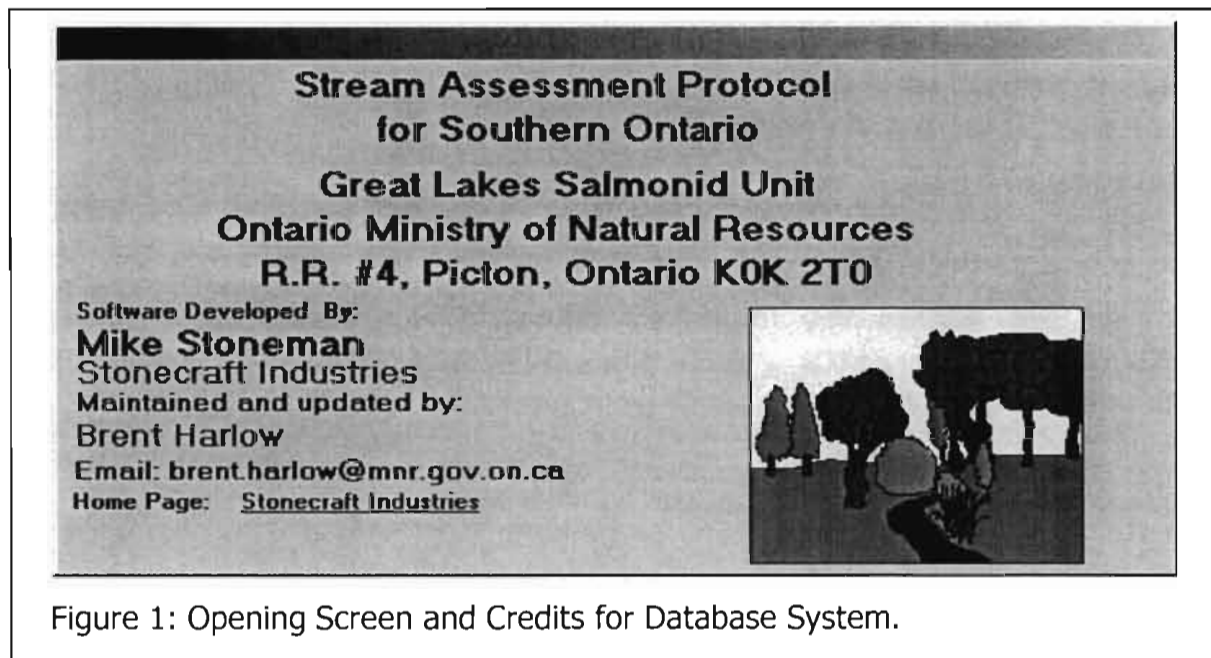 Stream Assessment Protocol
for Southern Ontario
Great Lakes Salmonid Unit
Ontario Ministry of Natural Resources
R.R. #4, Picton, Ontario K0K 2T0
Software Developed By:
Mike Stoneman
Stonecraft Industries
Maintained and updated by:
Brent Harlow
Email: brent.harlow@mnr.gov.on.ca
Home Page: Stonecraft Industries
Figure 1: Opening Screen and Credits for Database System.